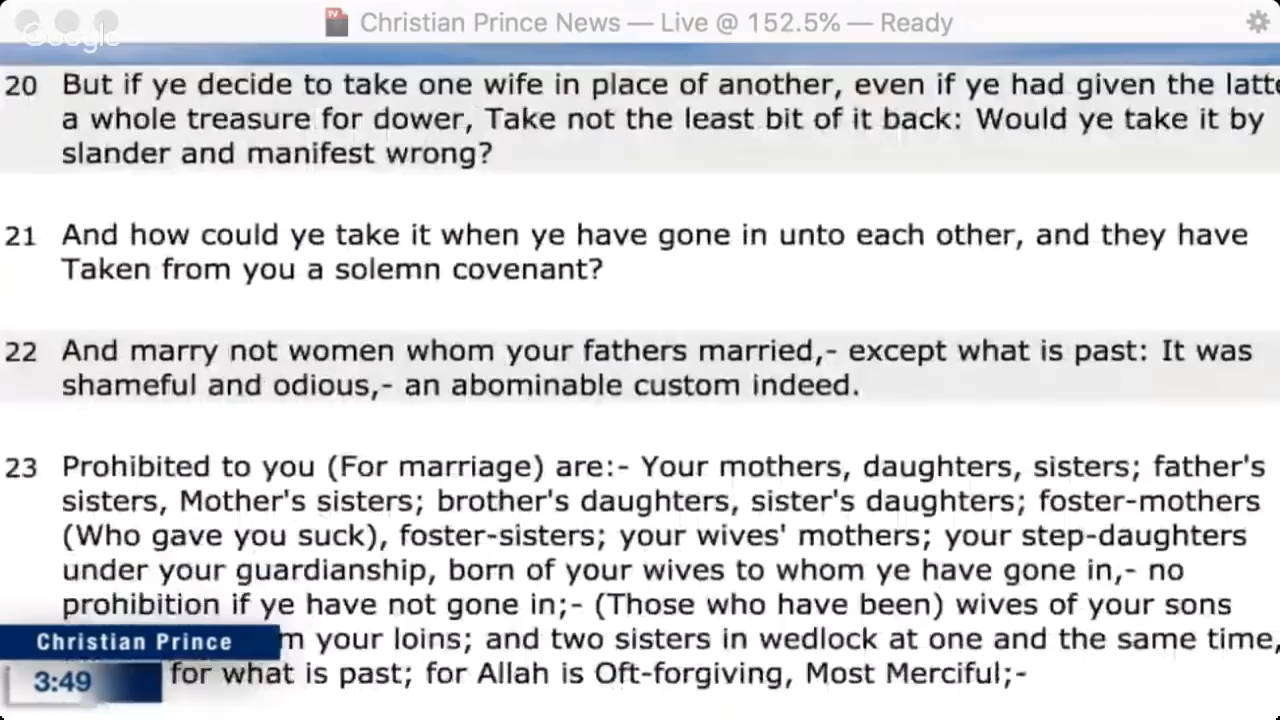 Google
TV
Christian Prince News — Live @ 152.5% — Ready
20 But if ye decide to take one wife in place of another, even if ye had given the latte
a whole treasure for dower, Take not the least bit of it back: Would ye take it by
slander and manifest wrong?
21 And how could ye take it when ye have gone in unto each other, and they have
Taken from you a solemn covenant?
22 And marry not women whom your fathers married,- except what is past: It was
shameful and odious,- an abominable custom indeed.
23 Prohibited to you (For marriage) are:- Your mothers, daughters, sisters; father's
sisters, Mother's sisters; brother's daughters, sister's daughters; foster-mothers
(Who gave you suck), foster-sisters; your wives' mothers; your step-daughters
under your guardianship, born of your wives to whom ye have gone in,- no
prohibition if ye have not gone in;- (Those who have been) wives of your sons
Christian Prince m your loins; and two sisters in wedlock at one and the same time,
3:49 for what is past; for Allah is Oft-forgiving, Most Merciful;-